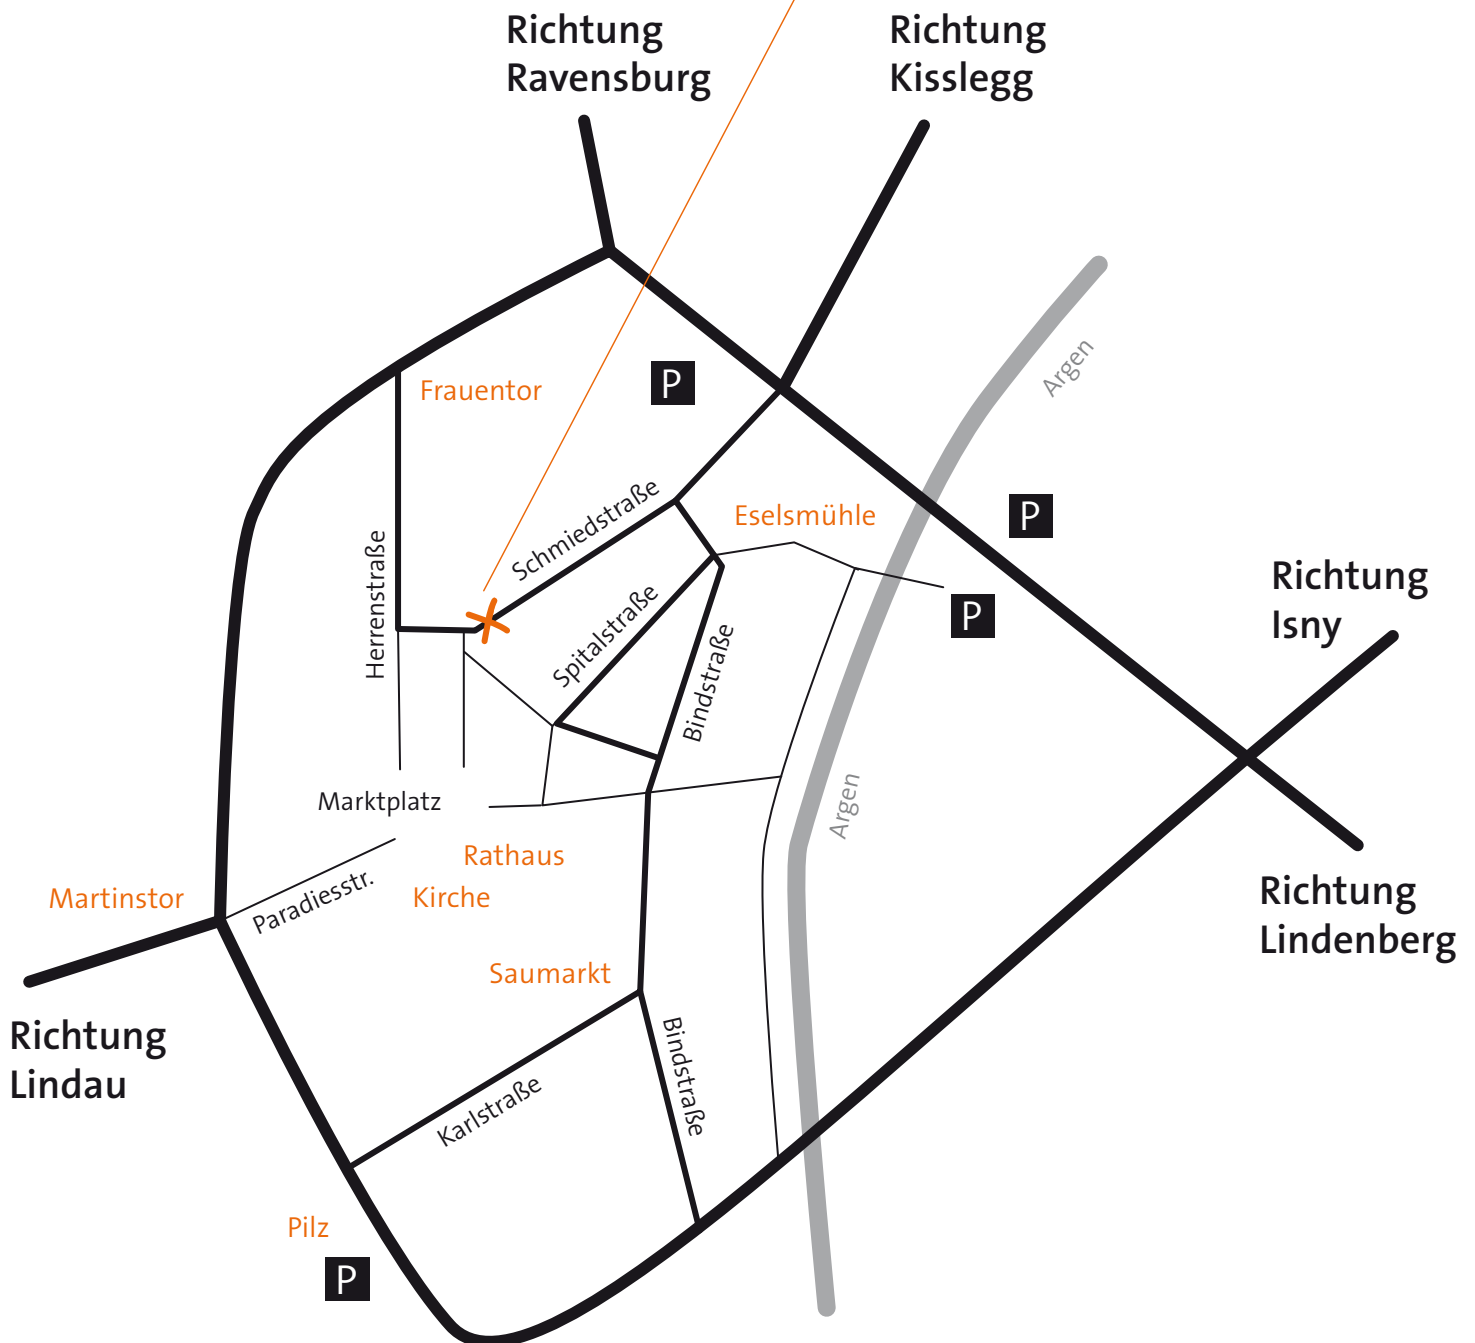 Richtung
Ravensburg
Richtung
Kisslegg
Argen
Frauentor
P
Schmiedstraße
Eselsmühle
P
Herrenstraße
Spitalstraße
Bindstraße
P
Richtung
Isny
Marktplatz
Argen
Rathaus
Kirche
Martinstor
Paradiesstr.
Richtung
Lindenberg
Saumarkt
Richtung
Lindau
Karlstraße
Bindstraße
Pilz
P